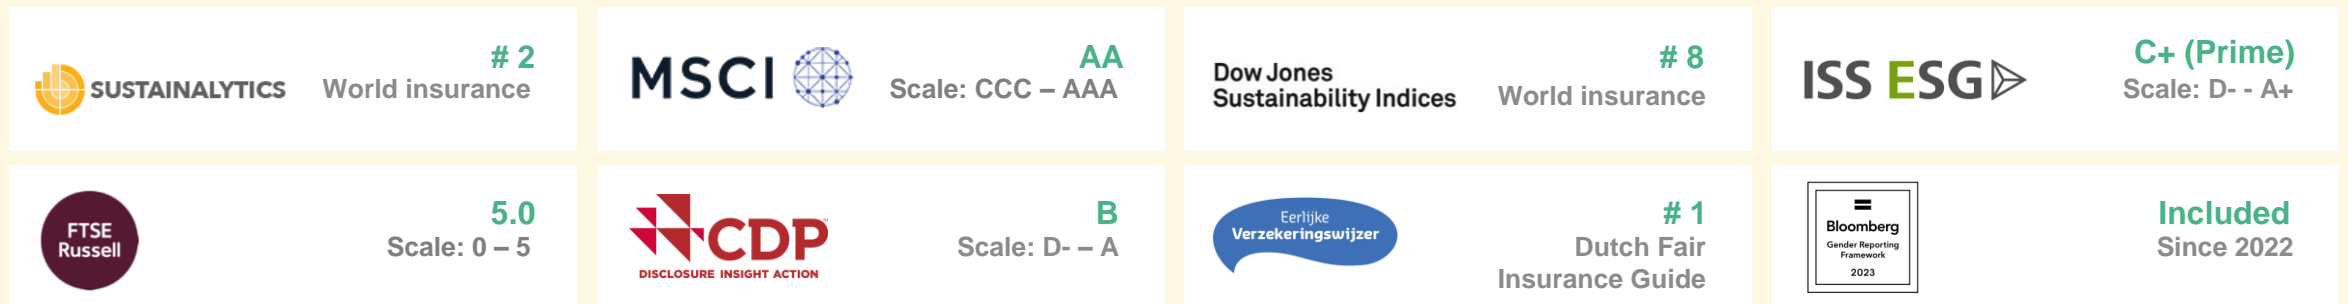 SUSTAINALYTICS
# 2
World insurance
MSCI
AA
Scale: CCC – AAA
Dow Jones
Sustainability Indices
# 8
World insurance
ISS ESG
C+ (Prime)
Scale: D- - A+
FTSE
Russell
5.0
Scale: 0 – 5
CDP
DISCLOSURE INSIGHT ACTION
B
Scale: D- – A
Eerlijke
Verzekeringswijzer
# 1
Dutch Fair
Insurance Guide
Bloomberg
Gender Reporting
Framework
2023
Included
Since 2022